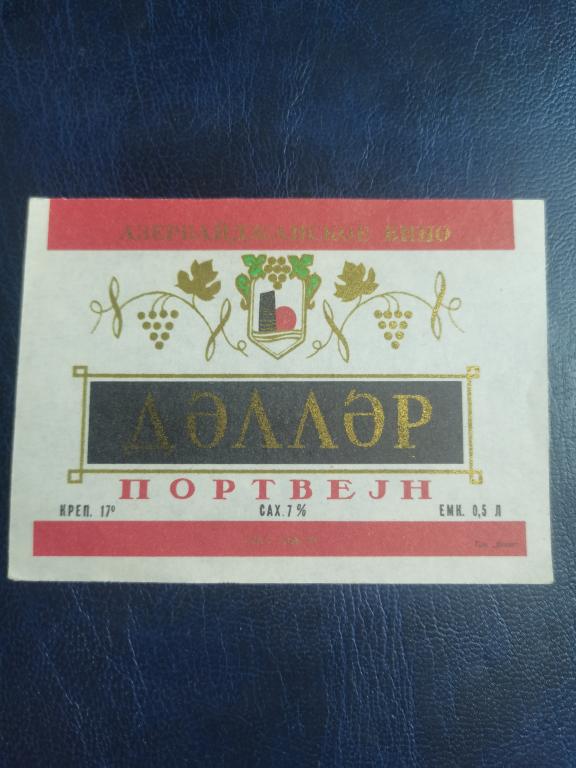 АЗЕРБАЙДЖАНСКОЕ ВИНО
ДӘЛЛӘР
ПОРТВЕЈН
КРЕП. 17° САХ. 7% ЕМК. 0,5 Л